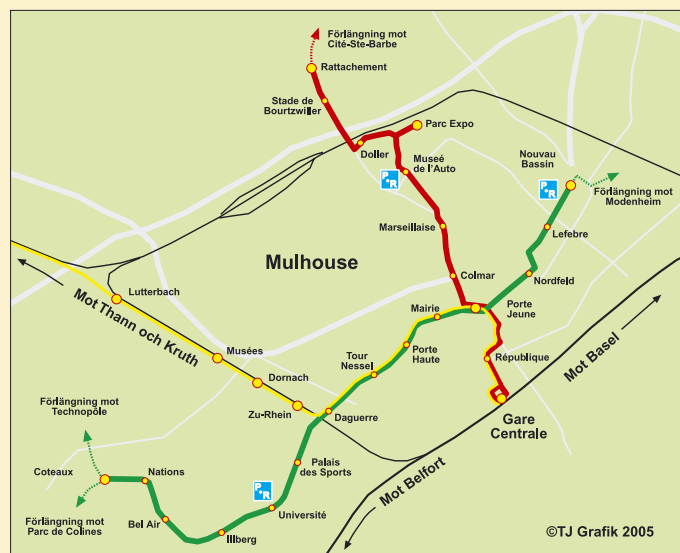 Förlängning mot
Cité-Ste-Barbe
Rattachement
Stade de
Bourtzwiller
Parc Expo
Doller
Museé
de l'Auto
P
R
Nouvau
Bassin
P
R
Förlängning mot
Modenheim
Marseillaise
Lefebre
Mulhouse
Colmar
Nordfeld
Lutterbach
Mot Thann och Kruth
Mairie
Porte
Jeune
Musées
Tour
Nessel
Porte
Haute
République
Mot Basel
Dornach
Zu-Rhein
Daguerre
Gare
Centrale
Förlängning mot
Technopôle
Coteaux
Nations
Palais
des Sports
Mot Belfort
P
R
Université
Förlängning mot
Parc de Colines
Bel Air
Illberg
©TJ Grafik 2005